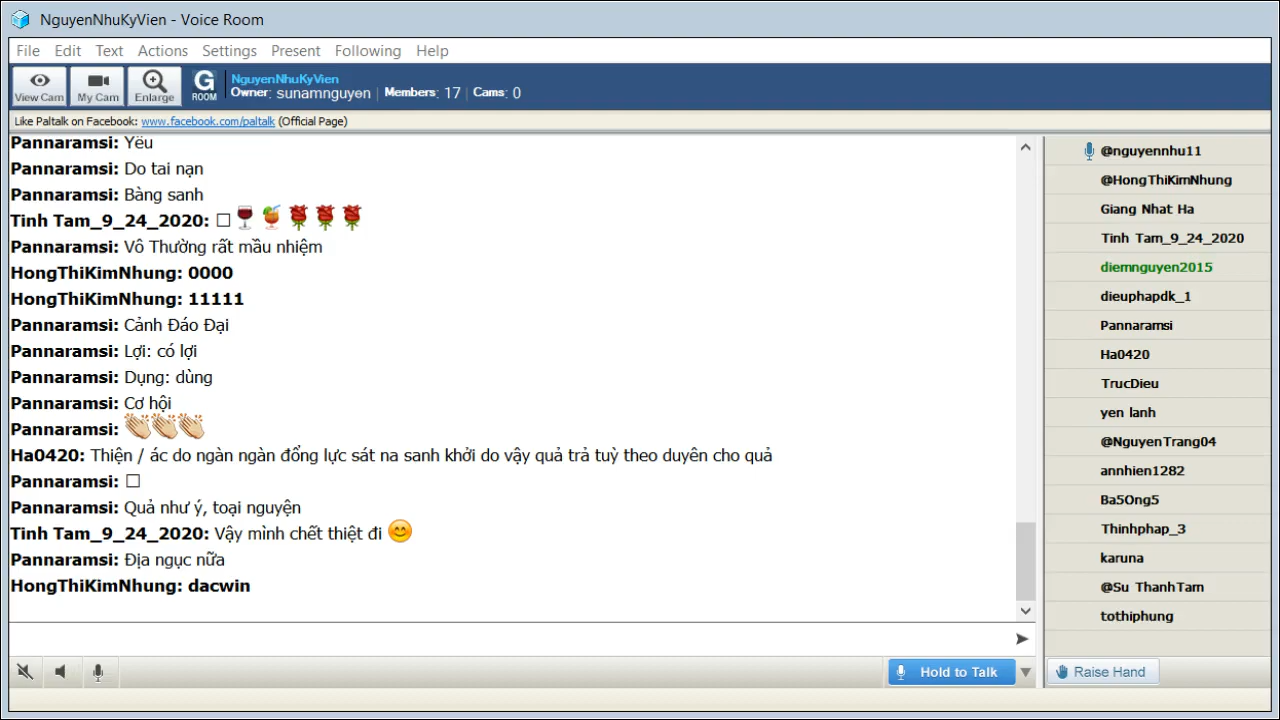 NguyenNhuKyVien - Voice Room
File Edit Text Actions Settings Present Following Help
View Cam
My Cam
Enlarge
G ROOM
NguyenNhuKyVien
Owner: sunamnguyen | Members: 17 | Cams: 0
Like Paltalk on Facebook: www.facebook.com/paltalk (Official Page)
Pannaramsi: Yếu
Pannaramsi: Do tai nạn
Pannaramsi: Bàng sanh
Tinh Tam_9_24_2020: □🍷🍹🌹🌹🌹
Pannaramsi: Vô Thường rất mầu nhiệm
HongThiKimNhung: 0000
HongThiKimNhung: 11111
Pannaramsi: Cảnh Đáo Đại
Pannaramsi: Lợi: có lợi
Pannaramsi: Dụng: dùng
Pannaramsi: Cơ hội
Pannaramsi: 👏👏👏
Ha0420: Thiện / ác do ngàn ngàn đổng lực sát na sanh khởi do vậy quả trả tuỳ theo duyên cho quả
Pannaramsi: □
Pannaramsi: Quả như ý, toại nguyện
Tinh Tam_9_24_2020: Vậy mình chết thiệt đi 😊
Pannaramsi: Địa ngục nữa
HongThiKimNhung: dacwin
@nguyennhu11
@HongThiKimNhung
Giang Nhat Ha
Tinh Tam_9_24_2020
diemnguyen2015
dieuphapdk_1
Pannaramsi
Ha0420
TrucDieu
yen lanh
@NguyenTrang04
annhien1282
Ba5Ong5
Thinhphap_3
karuna
@Su ThanhTam
tothiphung
Hold to Talk
Raise Hand